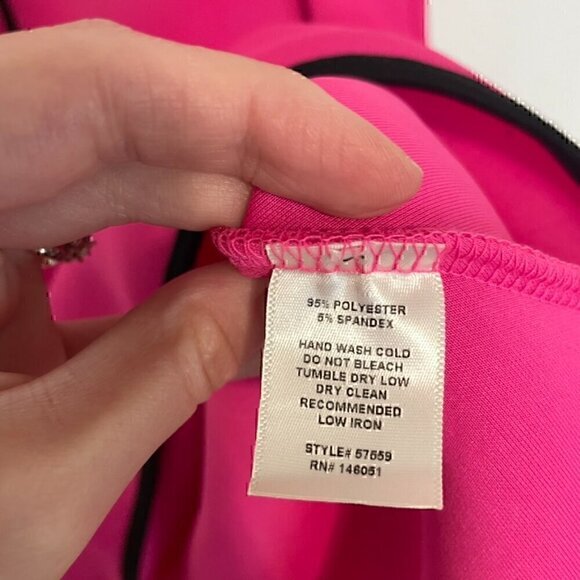 95% POLYESTER
5% SPANDEX
HAND WASH COLD
DO NOT BLEACH
TUMBLE DRY LOW
DRY CLEAN
RECOMMENDED
LOW IRON
STYLE# 57559
RN# 146051